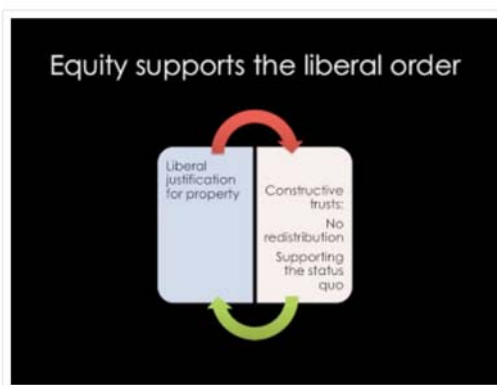 Equity supports the liberal order
Liberal
justification
for property
Constructive
trusts:
No
redistribution
Supporting
the status
quo